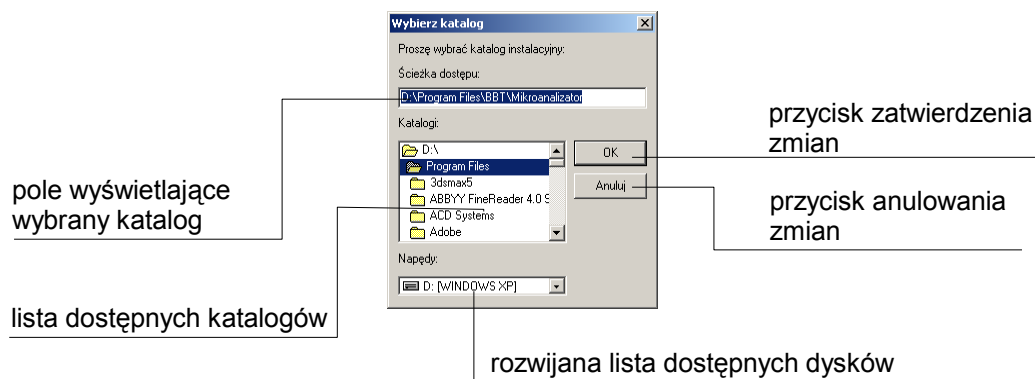 Wybierz katalog
Proszę wybrać katalog instalacyjny:
Ścieżka dostępu:
D:\Program Files\BBT\Mikroanalizator
Katalogi:
D:\
Program Files
3dsmax5
ABBYY FineReader 4.0 S
ACD Systems
Adobe
OK
Anuluj
Napędy:
D: [WINDOWS XP]
pole wyświetlające
wybrany katalog
lista dostępnych katalogów
przycisk zatwierdzenia
zmian
przycisk anulowania
zmian
rozwijana lista dostępnych dysków